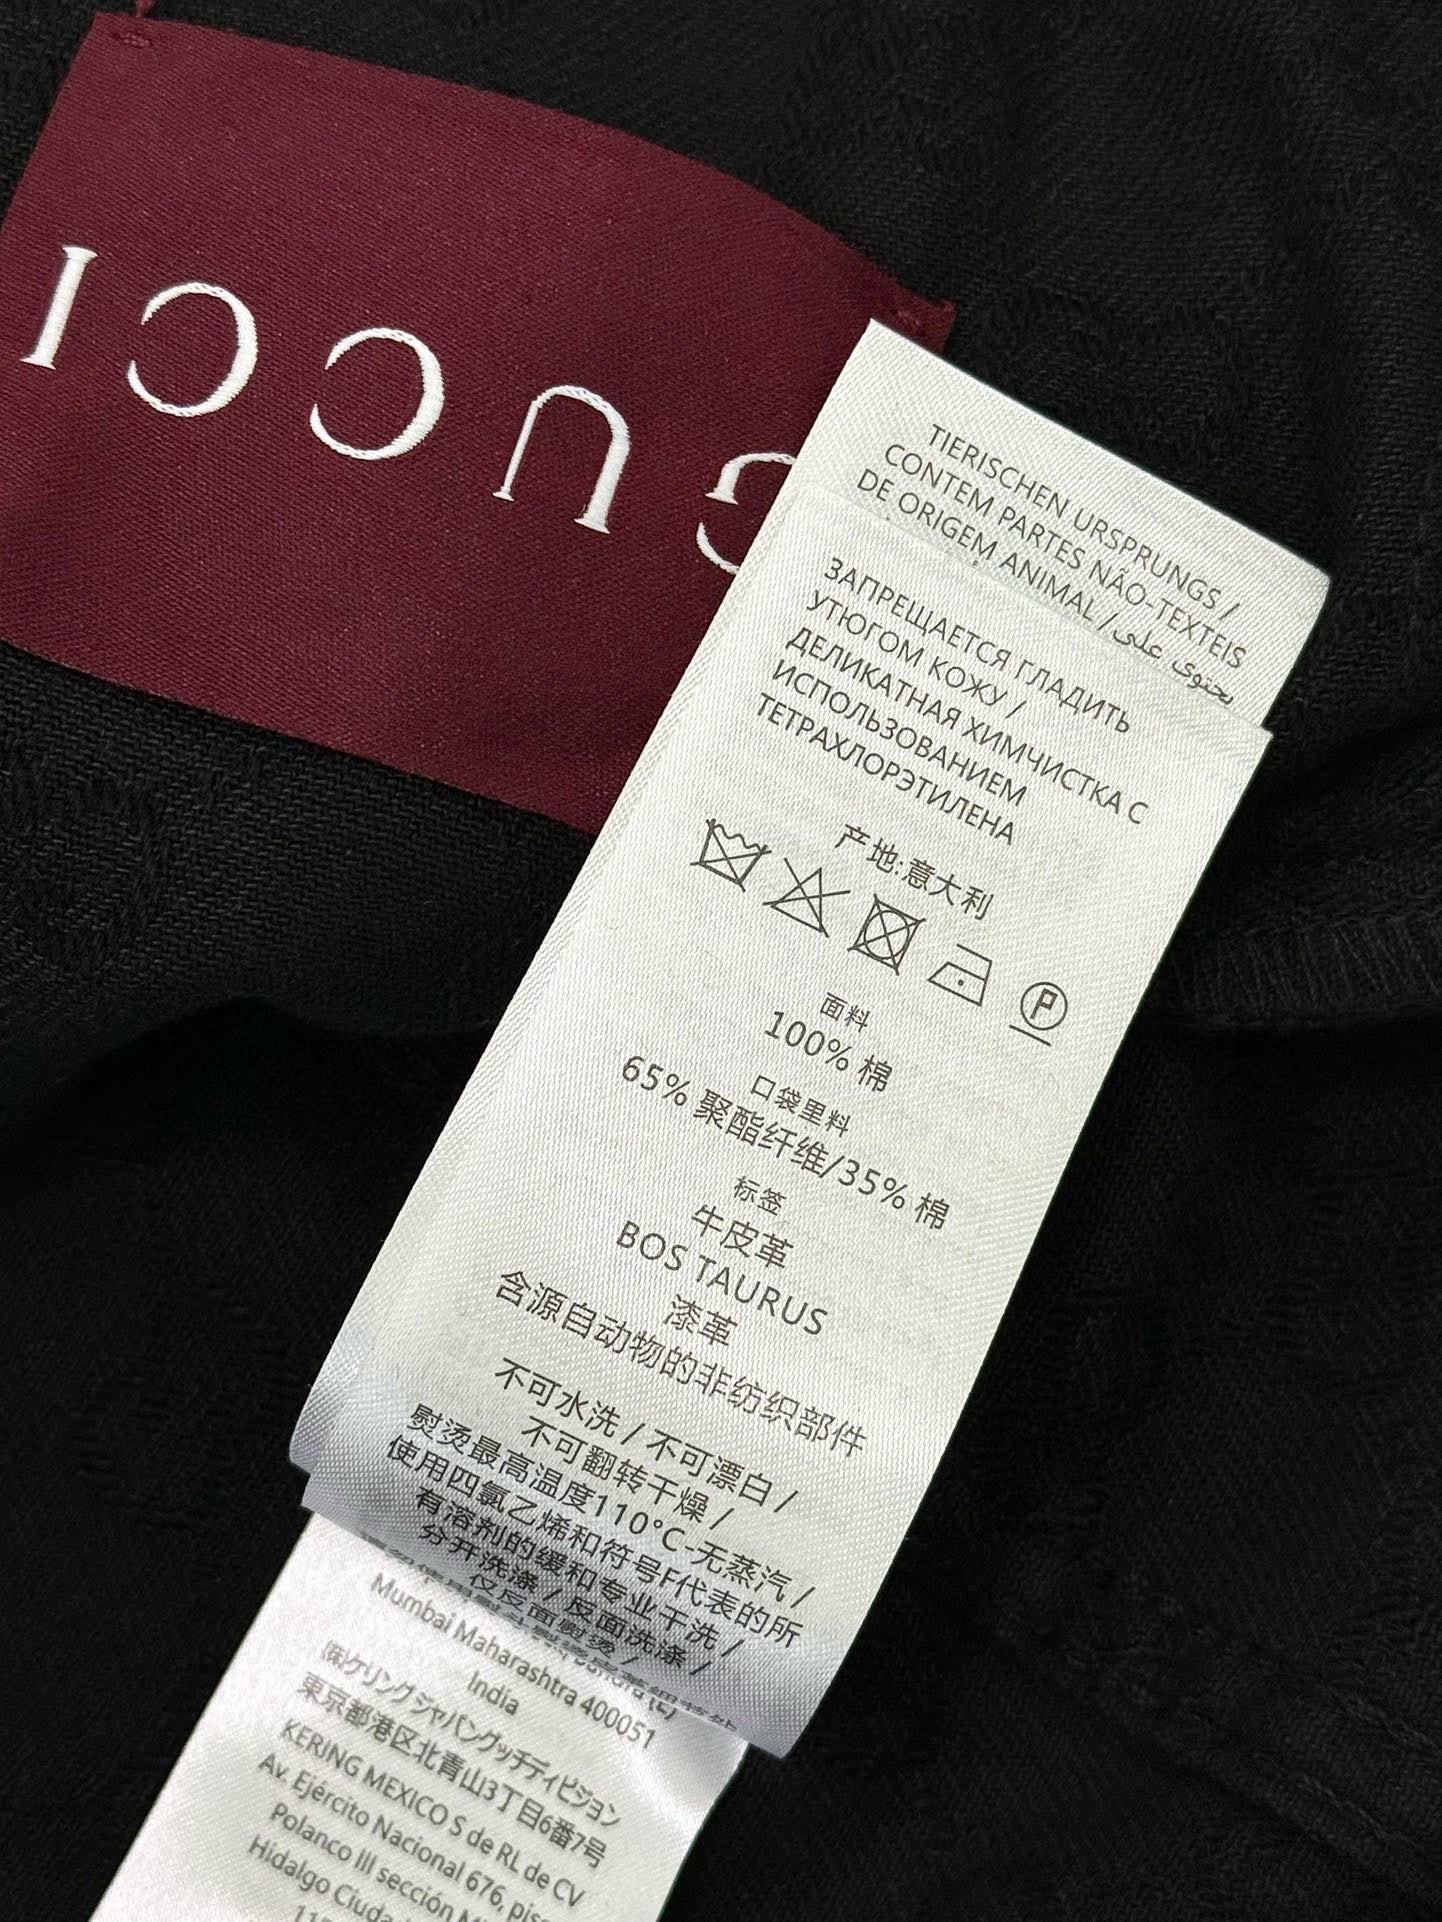 GUCCI
TIERISCHEN URSPRUNGS /
CONTEM PARTES NÃO-TEXTEIS
DE ORIGEM ANIMAL / يحتوي على
ЗАПРЕЩАЕТСЯ ГЛАДИТЬ
УТЮГОМ КОЖУ /
ДЕЛИКАТНАЯ ХИМЧИСТКА С
ИСПОЛЬЗОВАНИЕМ
ТЕТРАХЛОРЭТИЛЕНА
产地:意大利
P
面料
100% 棉
口袋里料
65% 聚酯纤维/35% 棉
标签
牛皮革
BOS TAURUS
漆革
含源自动物的非纺织部件
不可水洗 / 不可漂白 /
不可翻转干燥 /
熨烫最高温度110°C-无蒸汽 /
使用四氯乙烯和符号F代表的所
有溶剂的缓和专业干洗 /
分开洗涤 / 反面洗涤 /
仅反面熨烫 /
Mumbai Maharashtra 400051
India
㈱ケリングジャパングッチディビジョン
東京都港区北青山3丁目6番7号
KERING MEXICO S de RL de CV
Av. Ejército Nacional 676,
Polanco III sección
Hidalgo